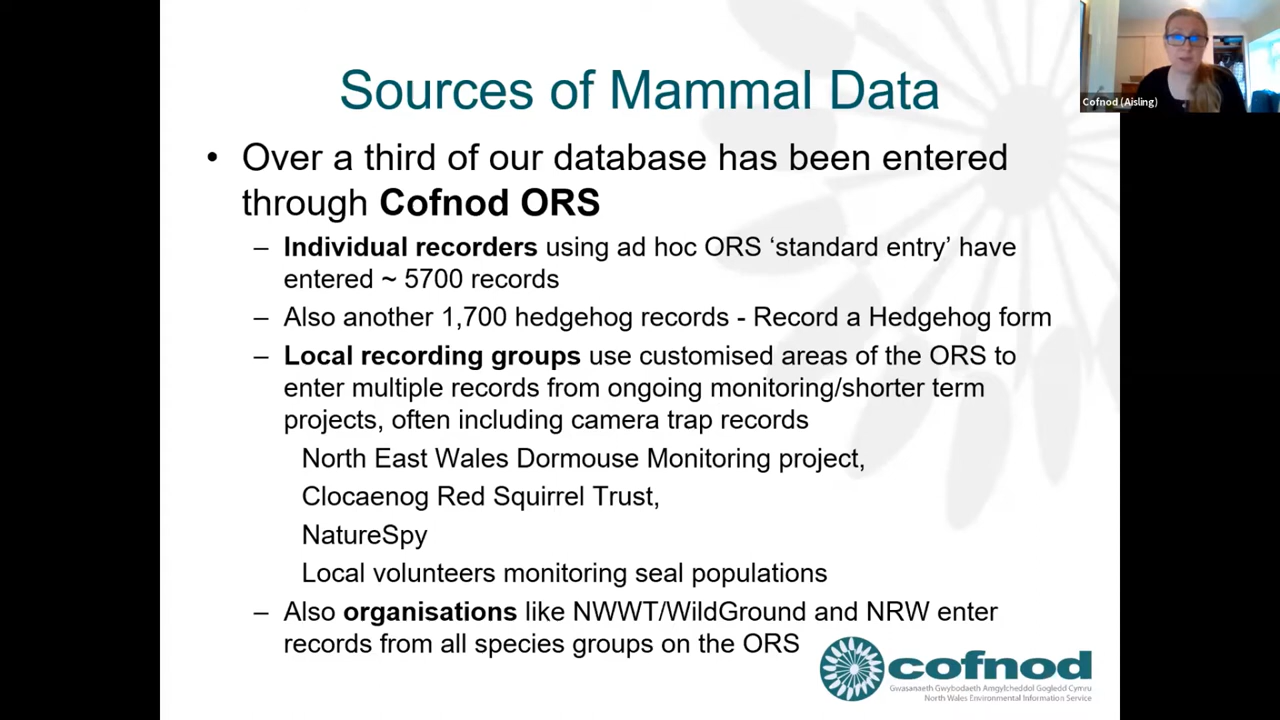 Sources of Mammal Data
Cofnod (Aisling)
• Over a third of our database has been entered
through Cofnod ORS
– Individual recorders using ad hoc ORS ‘standard entry’ have
entered ~ 5700 records
– Also another 1,700 hedgehog records - Record a Hedgehog form
– Local recording groups use customised areas of the ORS to
enter multiple records from ongoing monitoring/shorter term
projects, often including camera trap records
North East Wales Dormouse Monitoring project,
Clocaenog Red Squirrel Trust,
NatureSpy
Local volunteers monitoring seal populations
– Also organisations like NWWT/WildGround and NRW enter
records from all species groups on the ORS
cofnod
Gwasanaeth Gwybodaeth Amgylcheddol Gogledd Cymru
North Wales Environmental Information Service